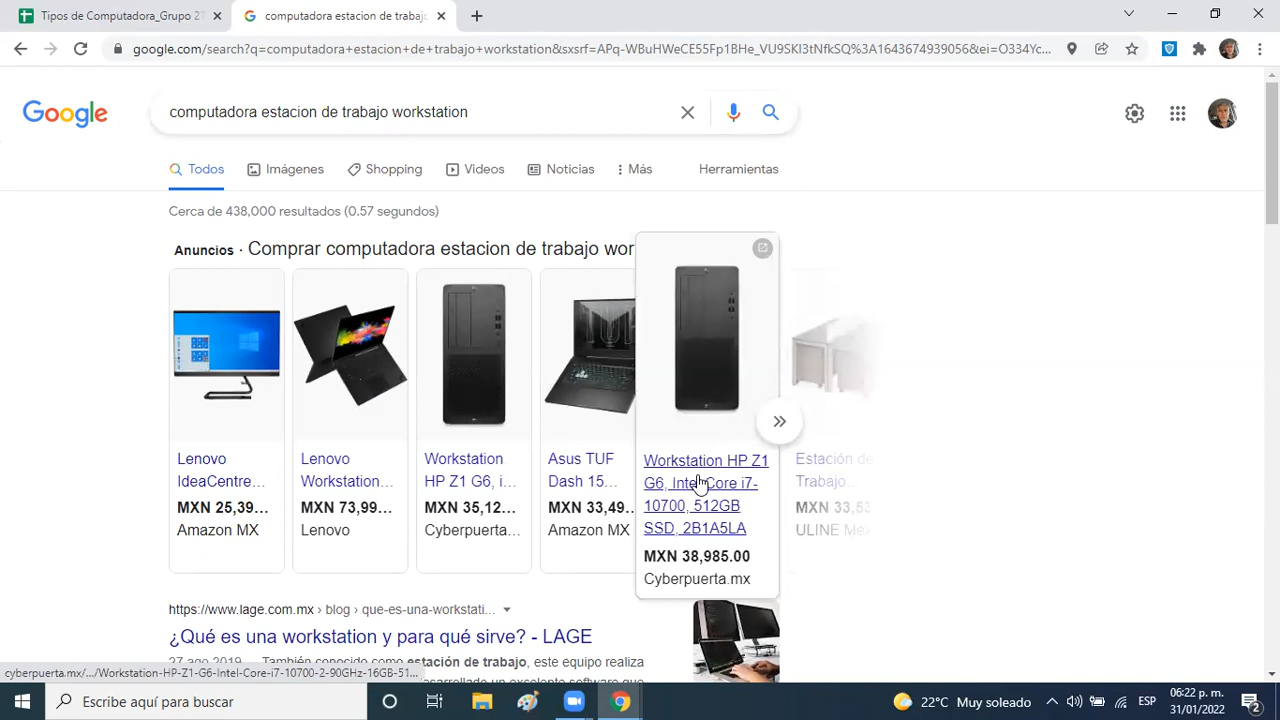 Tipos de Computadora_Grupo 2
computadora estacion de trabajo
google.com/search?q=computadora+estacion+de+trabajo+workstation&sxsrf=APq-WBuHWeCE55Fp1BHe_VU9SKI3tNfkSQ%3A1643674939056&ei=O334Yc...
Google
computadora estacion de trabajo workstation
Todos Imágenes Shopping Videos Noticias Más Herramientas
Cerca de 438,000 resultados (0.57 segundos)
Anuncios · Comprar computadora estacion de trabajo wor
Lenovo
IdeaCentre...
MXN 25,39...
Amazon MX
Lenovo
Workstation...
MXN 73,99...
Lenovo
Workstation
HP Z1 G6, i...
MXN 35,12...
Cyberpuerta...
Asus TUF
Dash 15...
MXN 33,49...
Amazon MX
Workstation HP Z1
G6, Intel Core i7-
10700, 512GB
SSD, 2B1A5LA
MXN 38,985.00
Cyberpuerta.mx
Estación de
Trabajo...
MXN 33,53
ULINE Mex
https://www.lage.com.mx › blog › que-es-una-workstati...
¿Qué es una workstation y para qué sirve? - LAGE
27 ago 2019 También conocido como estación de trabajo, este equipo realiza
desarrollado un excelente software que
cyberpuerta.mx/.../Workstation-HP-Z1-G6-Intel-Core-i7-10700-2-90GHz-16GB-51...
Escribe aquí para buscar
22°C Muy soleado
ESP
06:22 p. m.
31/01/2022
2